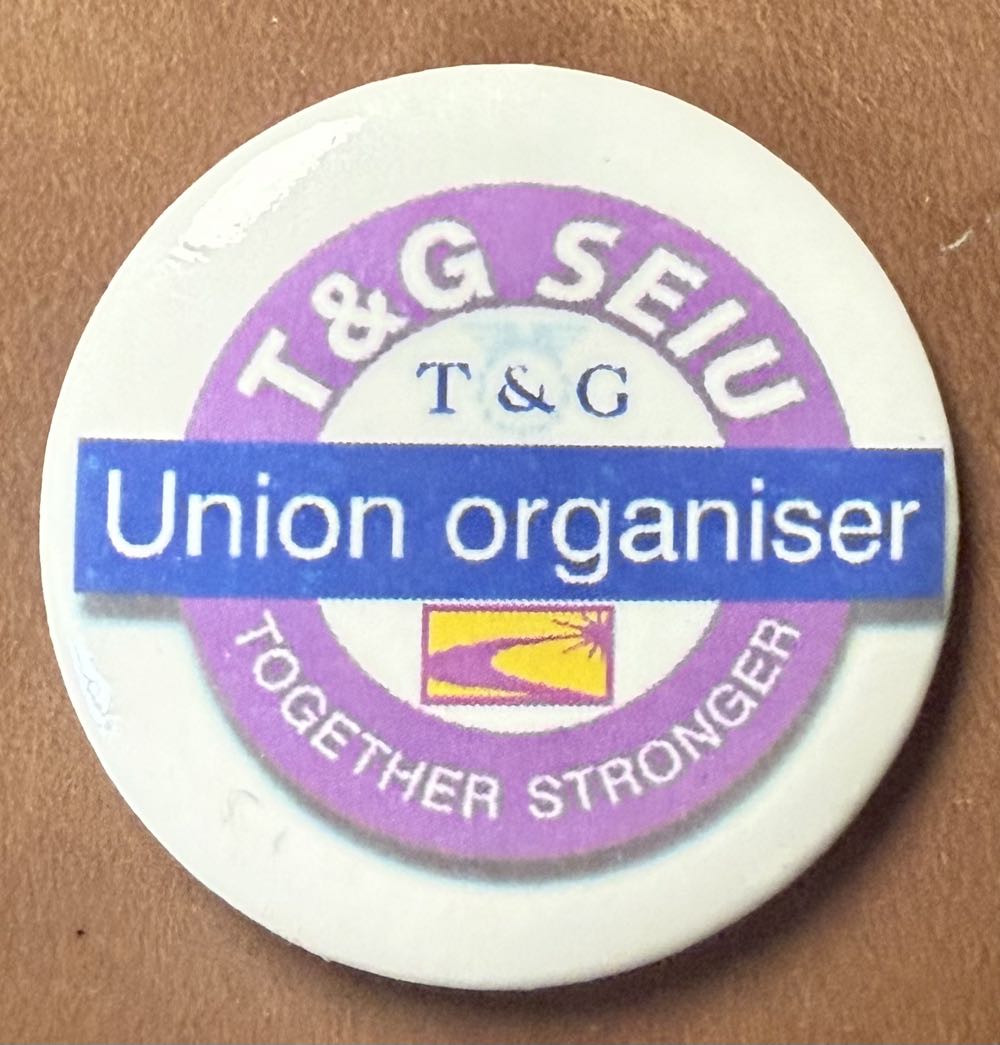 T&G SEIU
T & G
Union organiser
TOGETHER STRONGER